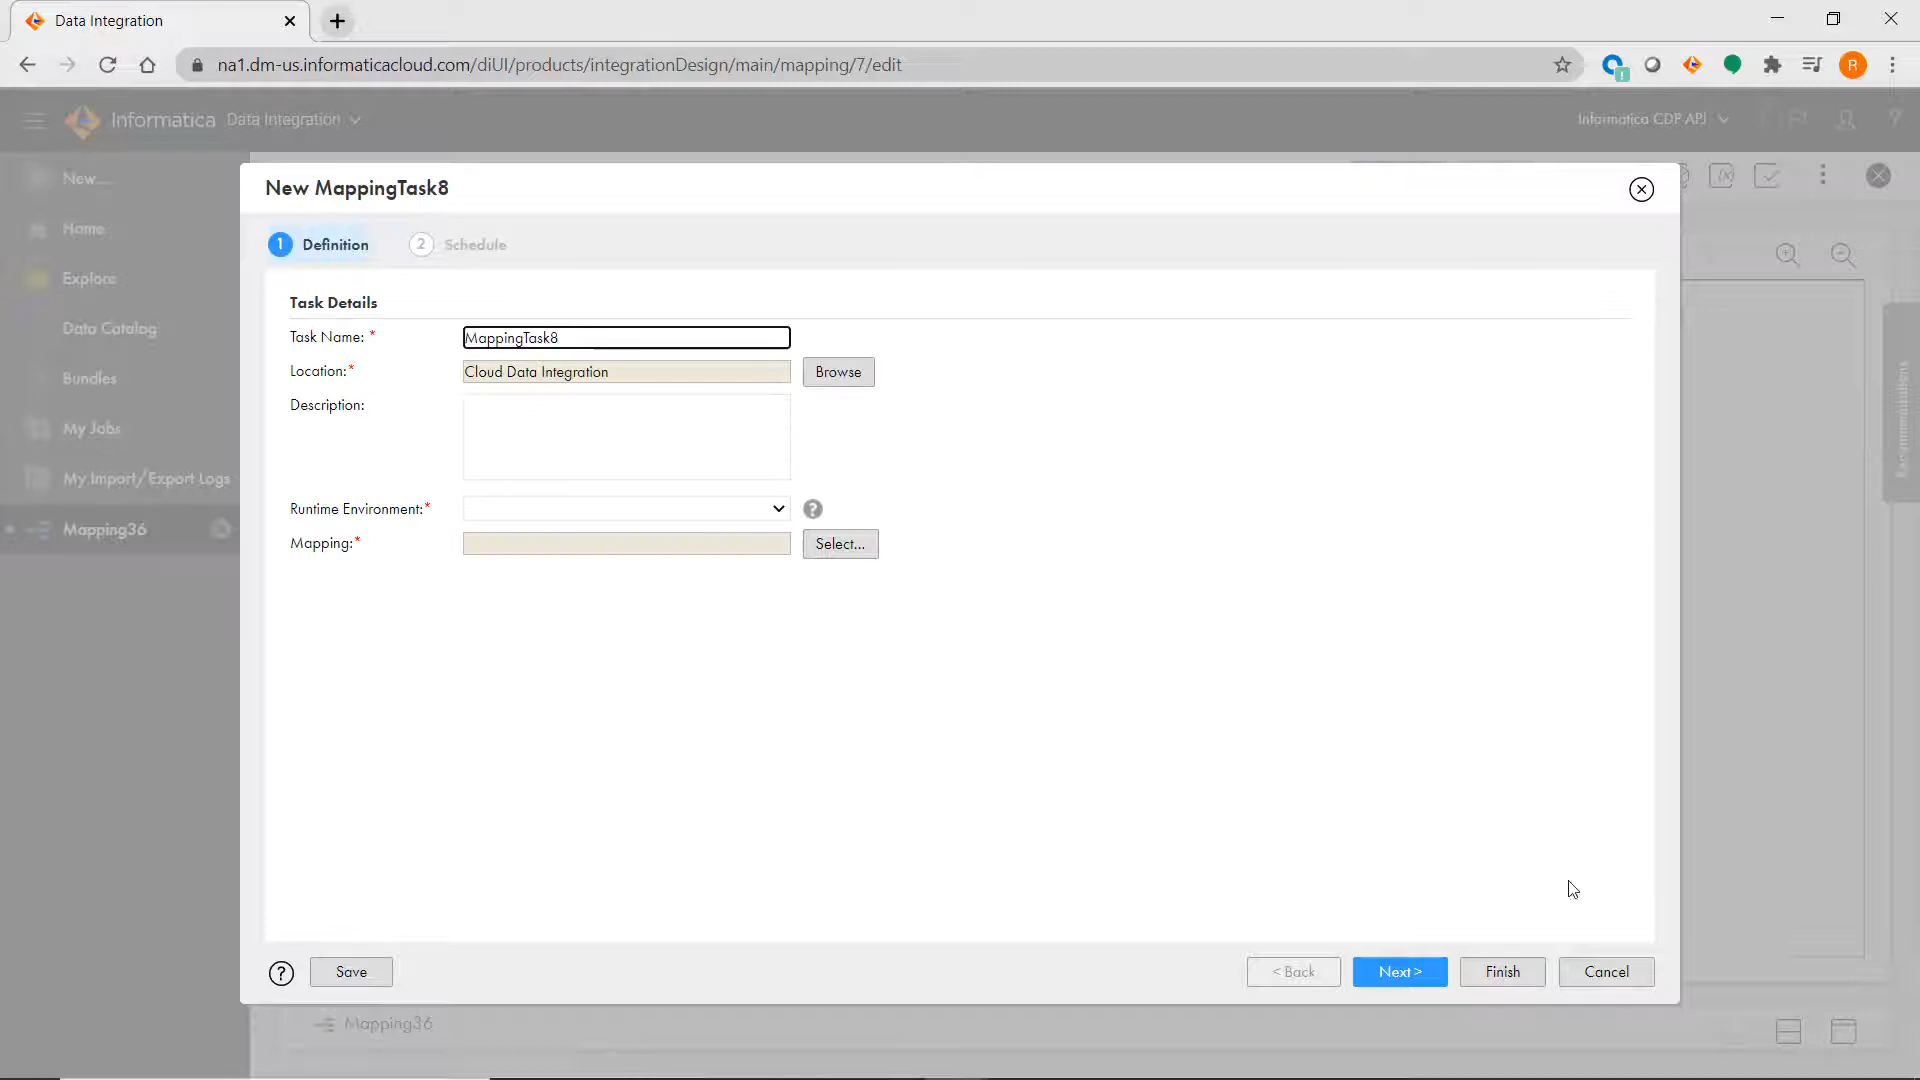 Data Integration
na1.dm-us.informaticacloud.com/diUI/products/integrationDesign/main/mapping/7/edit
R
Informatica Data Integration
Informatica CDP APJ
New...
Home
Explore
Data Catalog
Bundles
My Jobs
My Import/Export Logs
Mapping36
New MappingTask8
1 Definition
2 Schedule
Task Details
Task Name: *
MappingTask8
Location:*
Cloud Data Integration
Browse
Description:
Runtime Environment:*
?
Mapping:*
Select...
? Save
< Back
Next >
Finish
Cancel
Mapping36
Recommendations